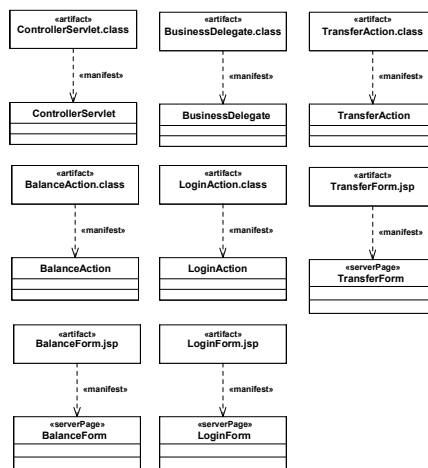 «artifact»
ControllerServlet.class
«manifest»
ControllerServlet
«artifact»
BusinessDelegate.class
«manifest»
BusinessDelegate
«artifact»
TransferAction.class
«manifest»
TransferAction
«artifact»
BalanceAction.class
«manifest»
BalanceAction
«artifact»
LoginAction.class
«manifest»
LoginAction
«artifact»
TransferForm.jsp
«manifest»
«serverPage»
TransferForm
«artifact»
BalanceForm.jsp
«manifest»
«serverPage»
BalanceForm
«artifact»
LoginForm.jsp
«manifest»
«serverPage»
LoginForm